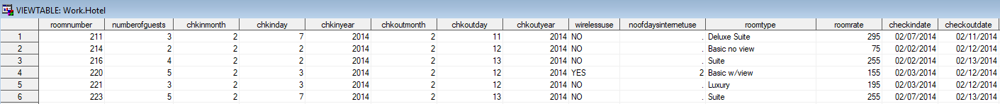 VIEWTABLE: Work.Hotel
roomnumber numberofguests chkinmonth chkinday chkinyear chkoutmonth chkoutday chkoutyear wirelessuse noofdaysinternetuse roomtype roomrate checkindate checkoutdate
1 211 3 2 7 2014 2 11 2014 NO . Deluxe Suite 295 02/07/2014 02/11/2014
2 214 2 2 2 2014 2 12 2014 NO . Basic no view 75 02/02/2014 02/12/2014
3 216 4 2 2 2014 2 13 2014 NO . Suite 255 02/02/2014 02/13/2014
4 220 5 2 3 2014 2 12 2014 YES 2 Basic w/view 155 02/03/2014 02/12/2014
5 221 3 2 3 2014 2 12 2014 NO . Luxury 195 02/03/2014 02/12/2014
6 223 5 2 7 2014 2 13 2014 NO . Suite 255 02/07/2014 02/13/2014